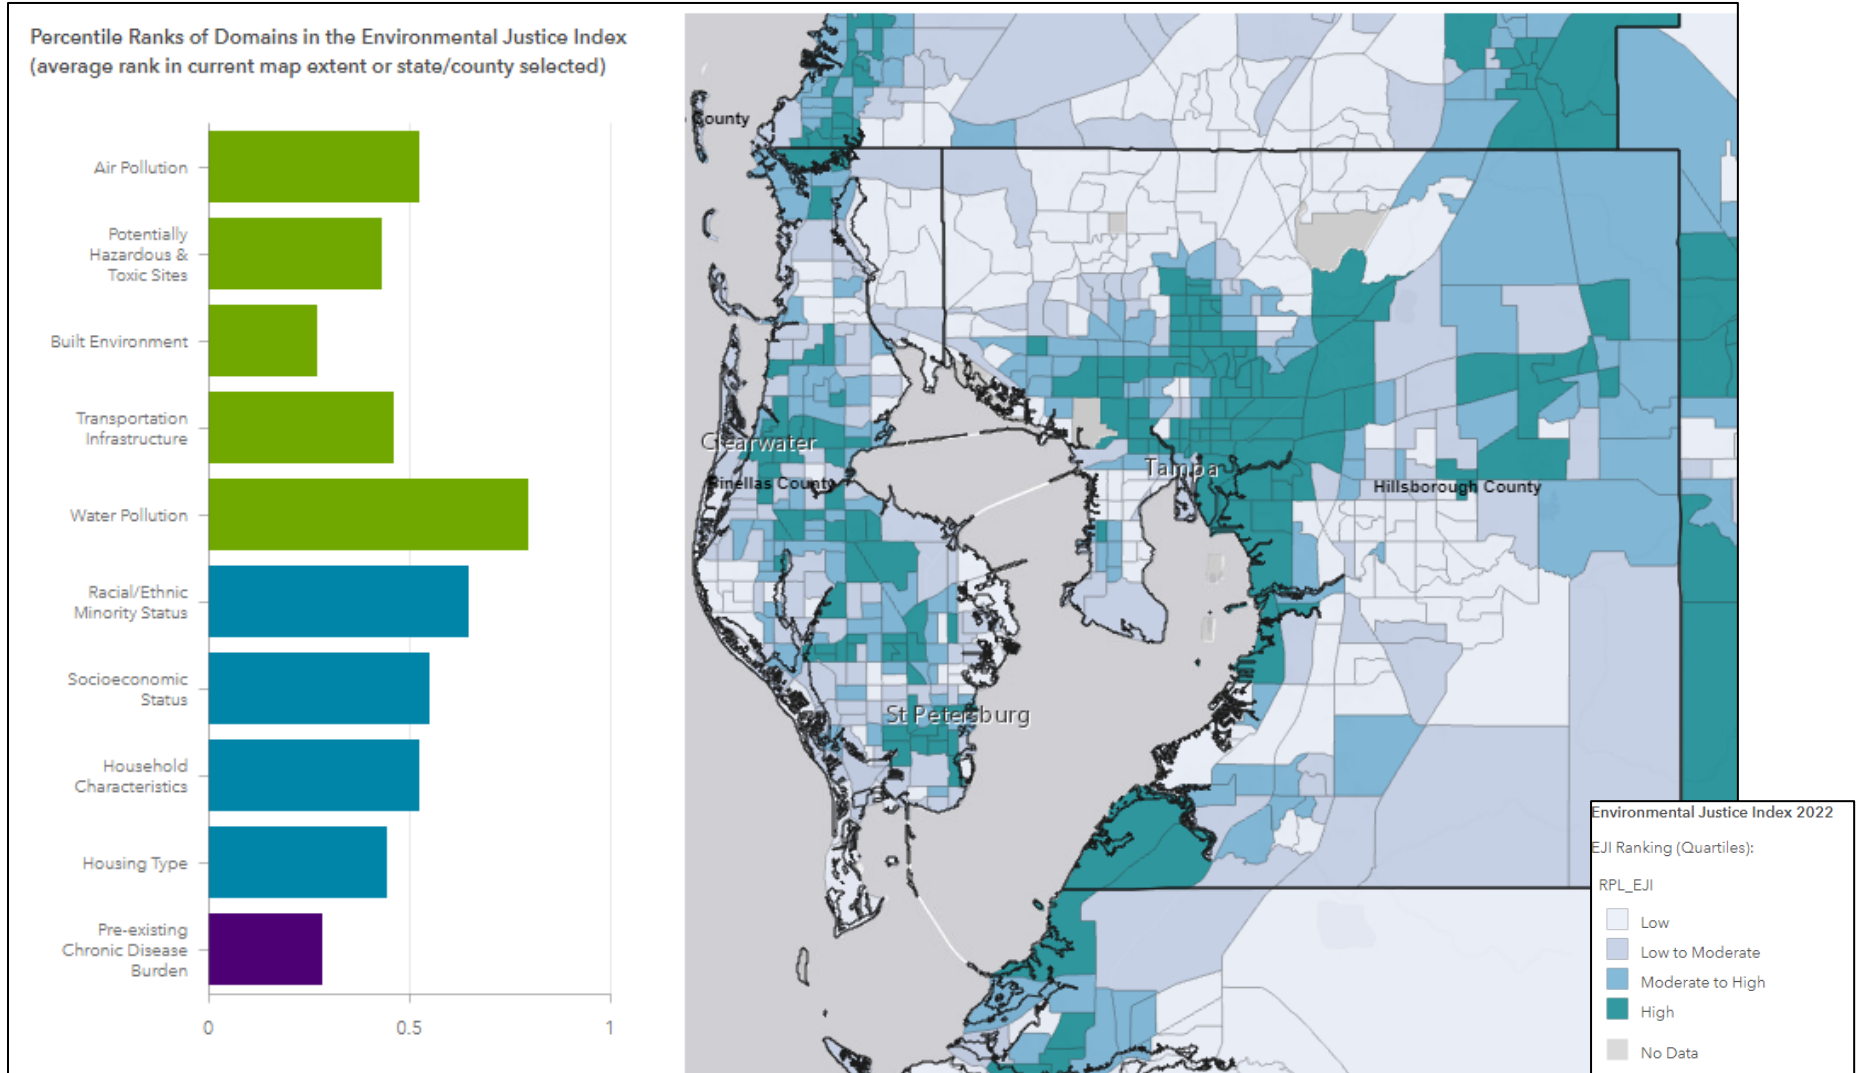 Percentile Ranks of Domains in the Environmental Justice Index
(average rank in current map extent or state/county selected)
Air Pollution
Potentially
Hazardous &
Toxic Sites
Built Environment
Transportation
Infrastructure
Water Pollution
Racial/Ethnic
Minority Status
Socioeconomic
Status
Household
Characteristics
Housing Type
Pre-existing
Chronic Disease
Burden
0
0.5
1
County
Clearwater
Pinellas County
Tampa
Hillsborough County
St Petersburg
Environmental Justice Index 2022
EJI Ranking (Quartiles):
RPL_EJI
Low
Low to Moderate
Moderate to High
High
No Data